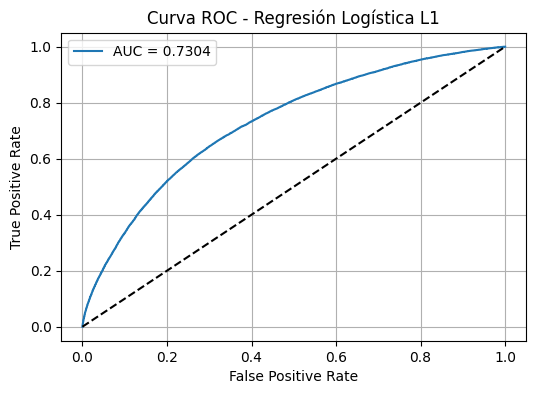 Curva ROC - Regresión Logística L1
AUC = 0.7304
True Positive Rate
1.0
0.8
0.6
0.4
0.2
0.0
0.0 0.2 0.4 0.6 0.8 1.0
False Positive Rate